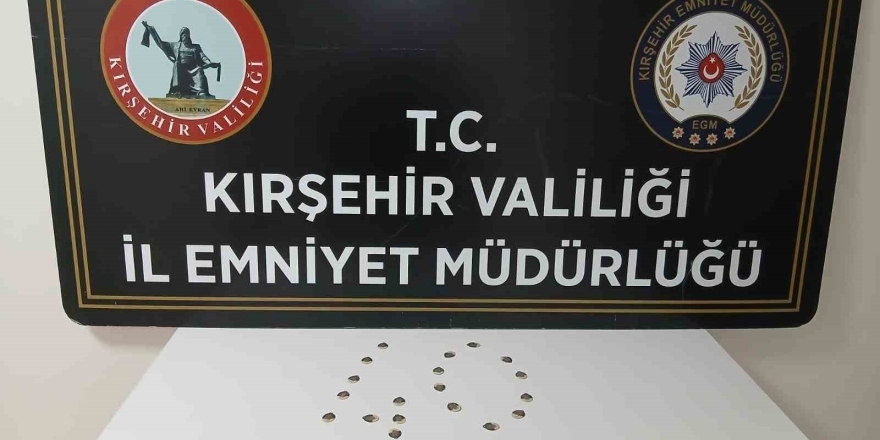 KIRŞEHİR VALİLİĞİ
AHİ EVRAN
KIRŞEHİR EMNİYET MÜDÜRLÜĞÜ
EGM
T.C.
KIRŞEHİR VALİLİĞİ
İL EMNİYET MÜDÜRLÜĞÜ